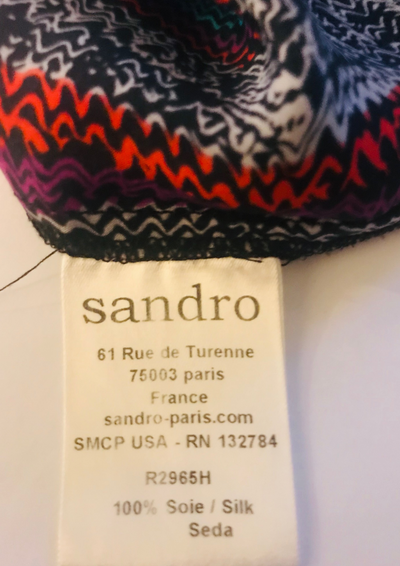 sandro
61 Rue de Turenne
75003 paris
France
sandro-paris.com
SMCP USA - RN 132784
R2965H
100% Soie / Silk
Seda